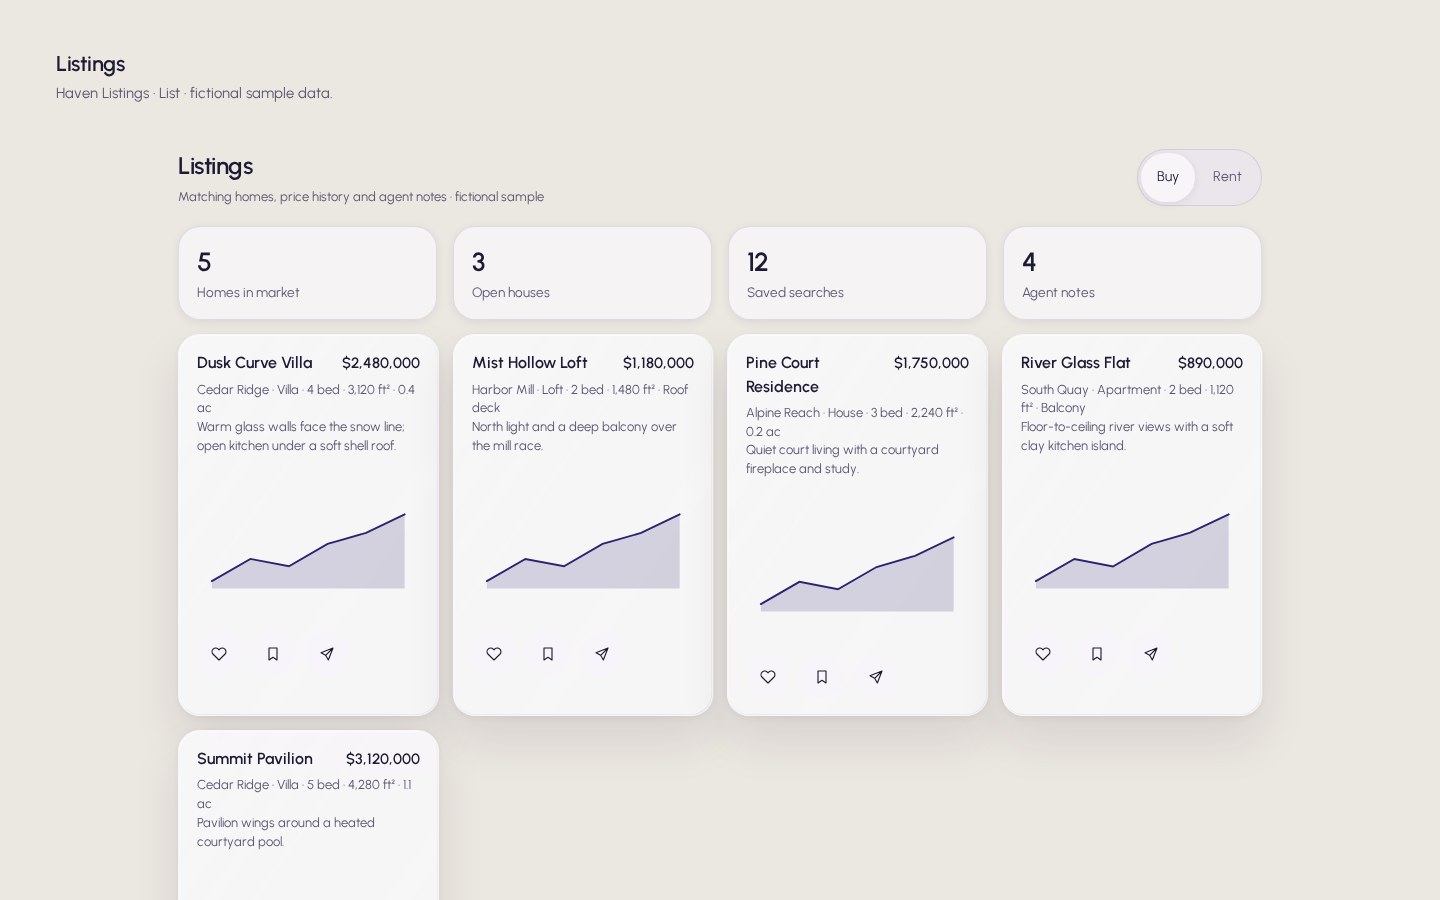 Listings
Haven Listings · List · fictional sample data.
Listings
Matching homes, price history and agent notes · fictional sample
Buy
Rent
5
Homes in market
3
Open houses
12
Saved searches
4
Agent notes
Dusk Curve Villa
$2,480,000
Cedar Ridge · Villa · 4 bed · 3,120 ft² · 0.4
ac
Warm glass walls face the snow line;
open kitchen under a soft shell roof.
Mist Hollow Loft
$1,180,000
Harbor Mill · Loft · 2 bed · 1,480 ft² · Roof
deck
North light and a deep balcony over
the mill race.
Pine Court
Residence
$1,750,000
Alpine Reach · House · 3 bed · 2,240 ft² ·
0.2 ac
Quiet court living with a courtyard
fireplace and study.
River Glass Flat
$890,000
South Quay · Apartment · 2 bed · 1,120
ft² · Balcony
Floor-to-ceiling river views with a soft
clay kitchen island.
Summit Pavilion
$3,120,000
Cedar Ridge · Villa · 5 bed · 4,280 ft² · 1.1
ac
Pavilion wings around a heated
courtyard pool.